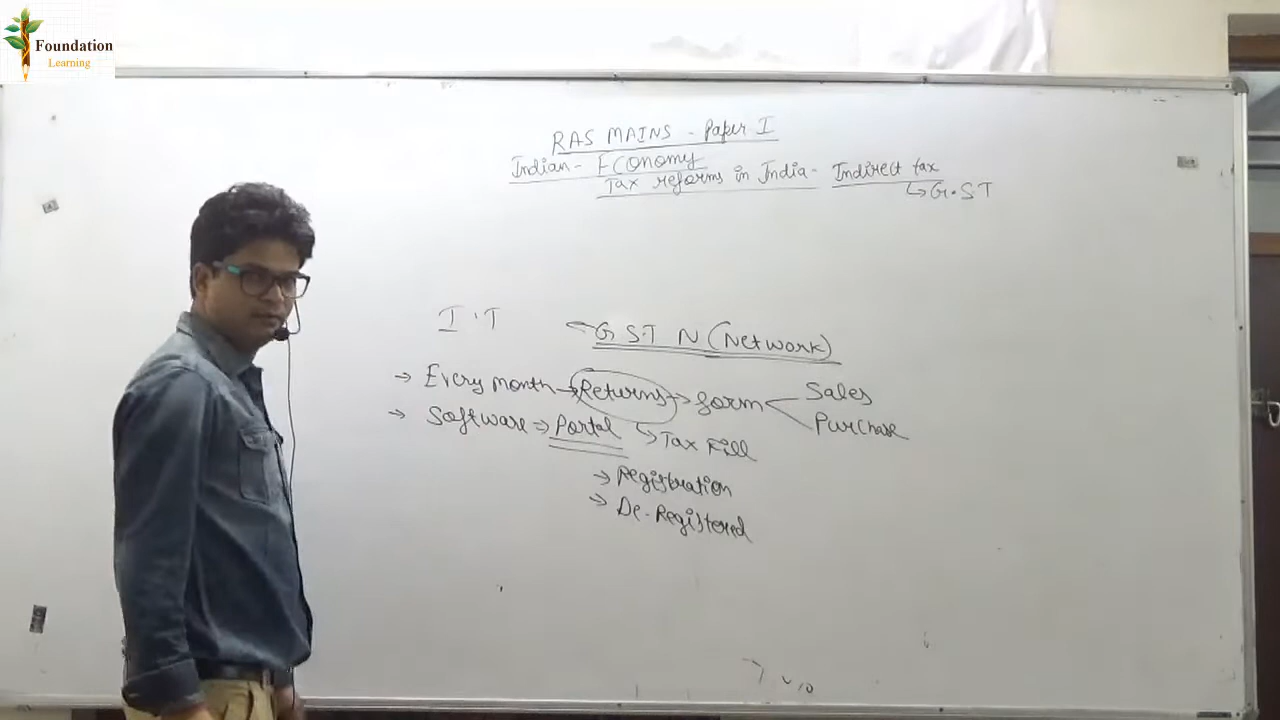 Foundation
Learning
RAS MAINS - Paper I
Indian - Economy
Tax reforms in India - Indirect tax
↳ G.ST
I.T
G ST N (Network)
→ Every month → Returns → form < Sales
Purchase
→ Software → Portal ↳ Tax Fill
→ Registration
→ De-Registered